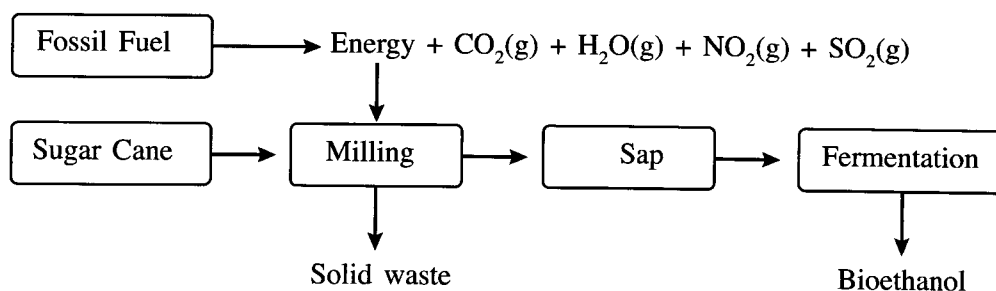 Fossil Fuel
Energy + CO₂(g) + H₂O(g) + NO₂(g) + SO₂(g)
Sugar Cane
Milling
Sap
Fermentation
Solid waste
Bioethanol